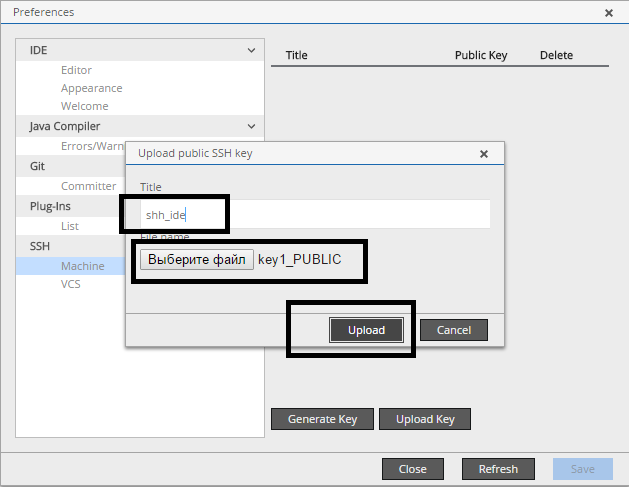 Preferences
IDE
Editor
Appearance
Welcome
Java Compiler
Errors/Warn
Git
Committer
Plug-Ins
List
SSH
Machine
VCS
Title Public Key Delete
Upload public SSH key
Title
shh_ide
File name
Выберите файл key1_PUBLIC
Upload Cancel
Generate Key Upload Key
Close Refresh Save